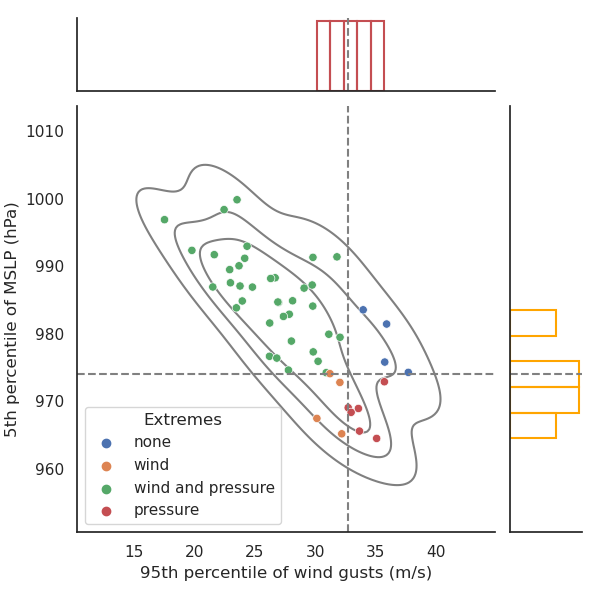 1010
1000
990
980
970
960
5th percentile of MSLP (hPa)
Extremes
none
wind
wind and pressure
pressure
15 20 25 30 35 40
95th percentile of wind gusts (m/s)